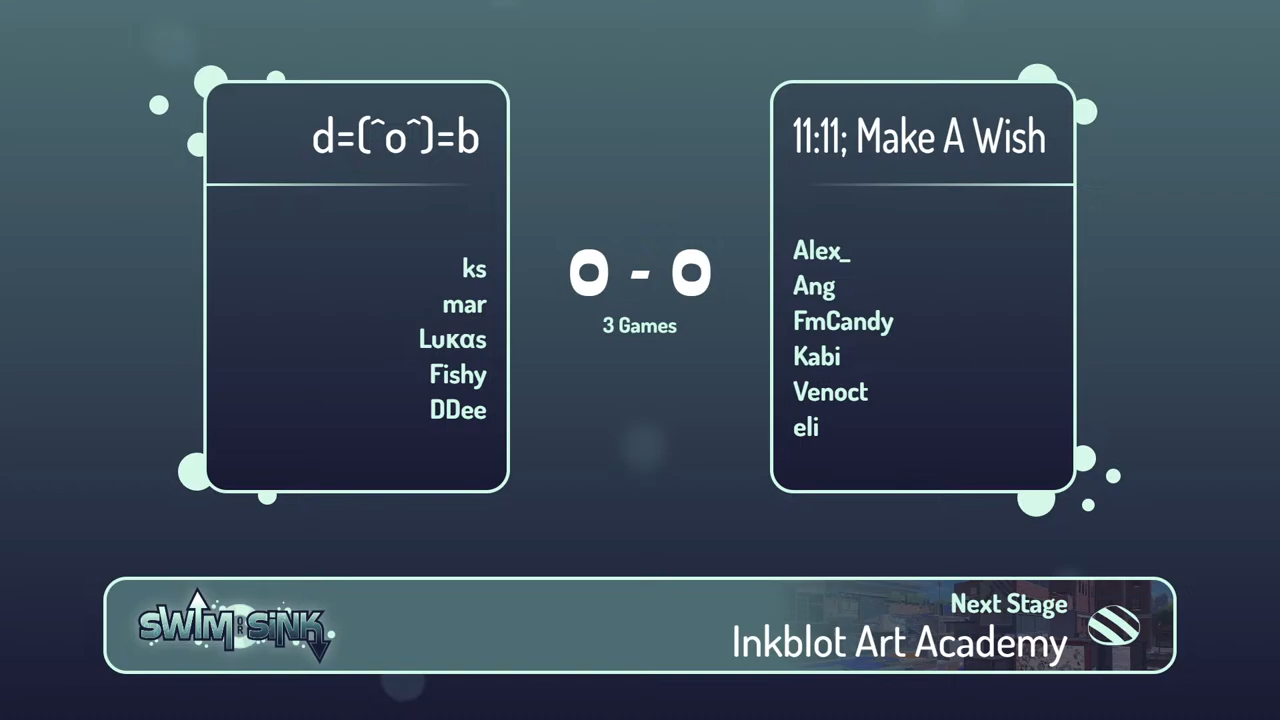 d=(^o^)=b
ks
mar
Lυκαs
Fishy
DDee
0 - 0
3 Games
11:11; Make A Wish
Alex_
Ang
FmCandy
Kabi
Venoct
eli
SWIM OR SINK
Next Stage
Inkblot Art Academy